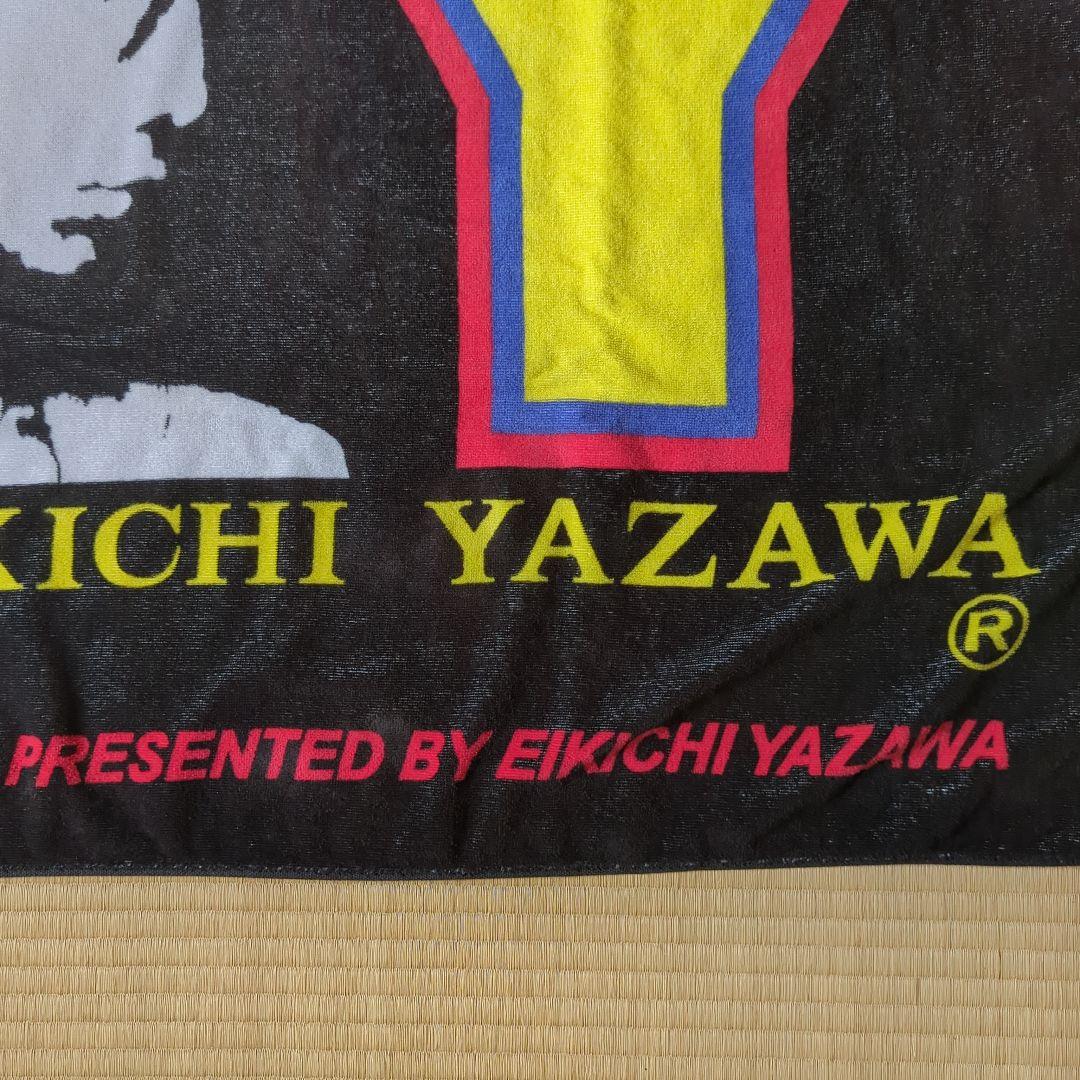 Y
KICHI YAZAWA
®
PRESENTED BY EIKICHI YAZAWA